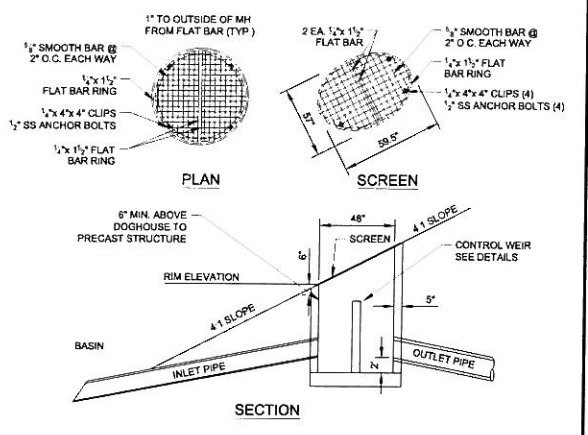 1" TO OUTSIDE OF MH
FROM FLAT BAR (TYP.)
5/8" SMOOTH BAR @
2" O.C. EACH WAY
1/4"x 1 1/2"
FLAT BAR RING
1/4"x 4"x 4" CLIPS
1/2" SS ANCHOR BOLTS
1/4"x 1 1/2" FLAT
BAR RING
PLAN
2 EA. 1/4"x 1 1/2"
FLAT BAR
5/8" SMOOTH BAR @
2" O.C. EACH WAY
1/4"x 1 1/2" FLAT
BAR RING
1/4"x 4"x 4" CLIPS (4)
1/2" SS ANCHOR BOLTS (4)
57"
59.5"
SCREEN
6" MIN. ABOVE
DOGHOUSE TO
PRECAST STRUCTURE
48"
4:1 SLOPE
SCREEN
CONTROL WEIR
SEE DETAILS
6"
RIM ELEVATION
4:1 SLOPE
5"
BASIN
INLET PIPE
2'
OUTLET PIPE
SECTION